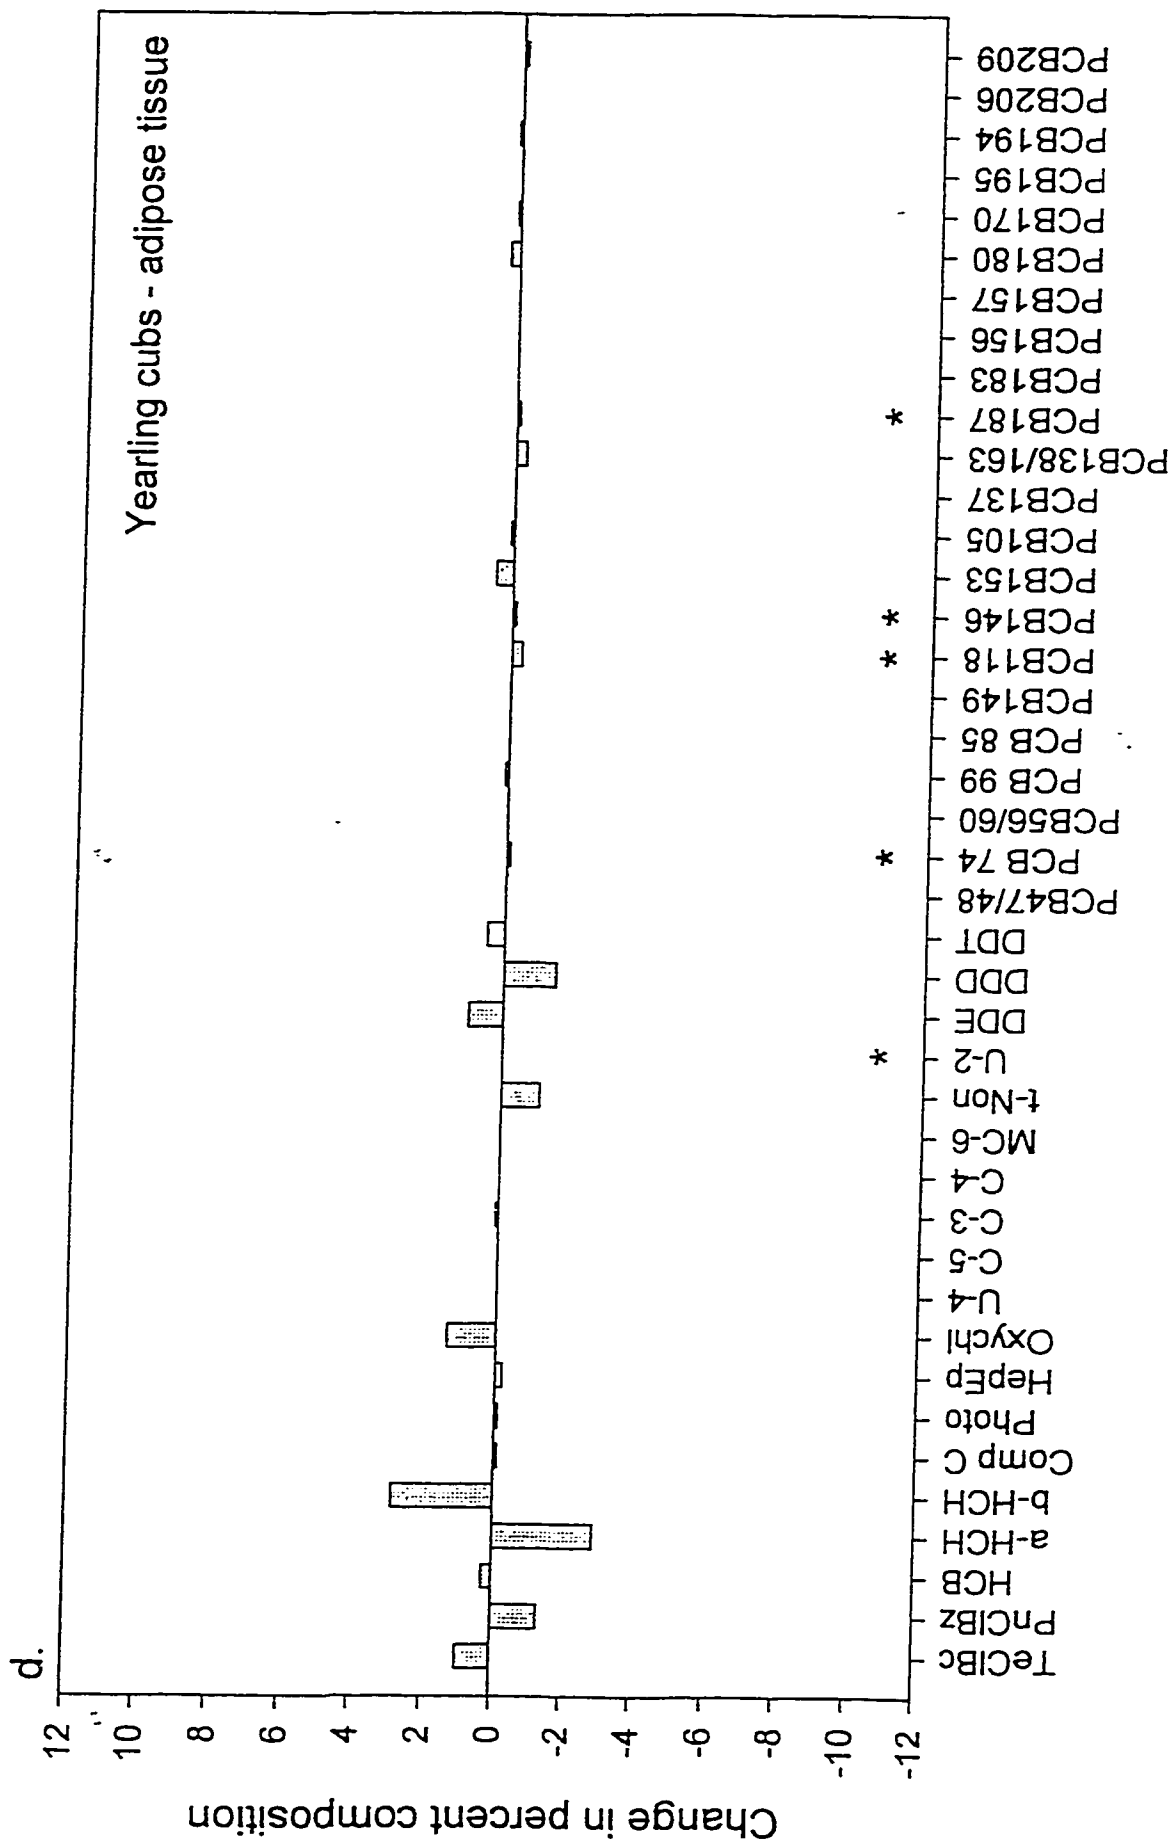 d.
Yearling cubs - adipose tissue
Change in percent composition
12
10
8
6
4
2
0
-2
-4
-6
-8
-10
-12
*
*
*
*
*
TeClBc
PnClBz
HCB
a-HCH
b-HCH
Comp C
Photo
HepEp
Oxychl
U-4
C-5
C-3
C-4
MC-6
t-Non
U-2
DDE
DDD
DDT
PCB47/48
PCB 74
PCB56/60
PCB 99
PCB 85
PCB149
PCB118
PCB146
PCB153
PCB105
PCB137
PCB138/163
PCB187
PCB183
PCB156
PCB157
PCB180
PCB170
PCB195
PCB194
PCB206
PCB209